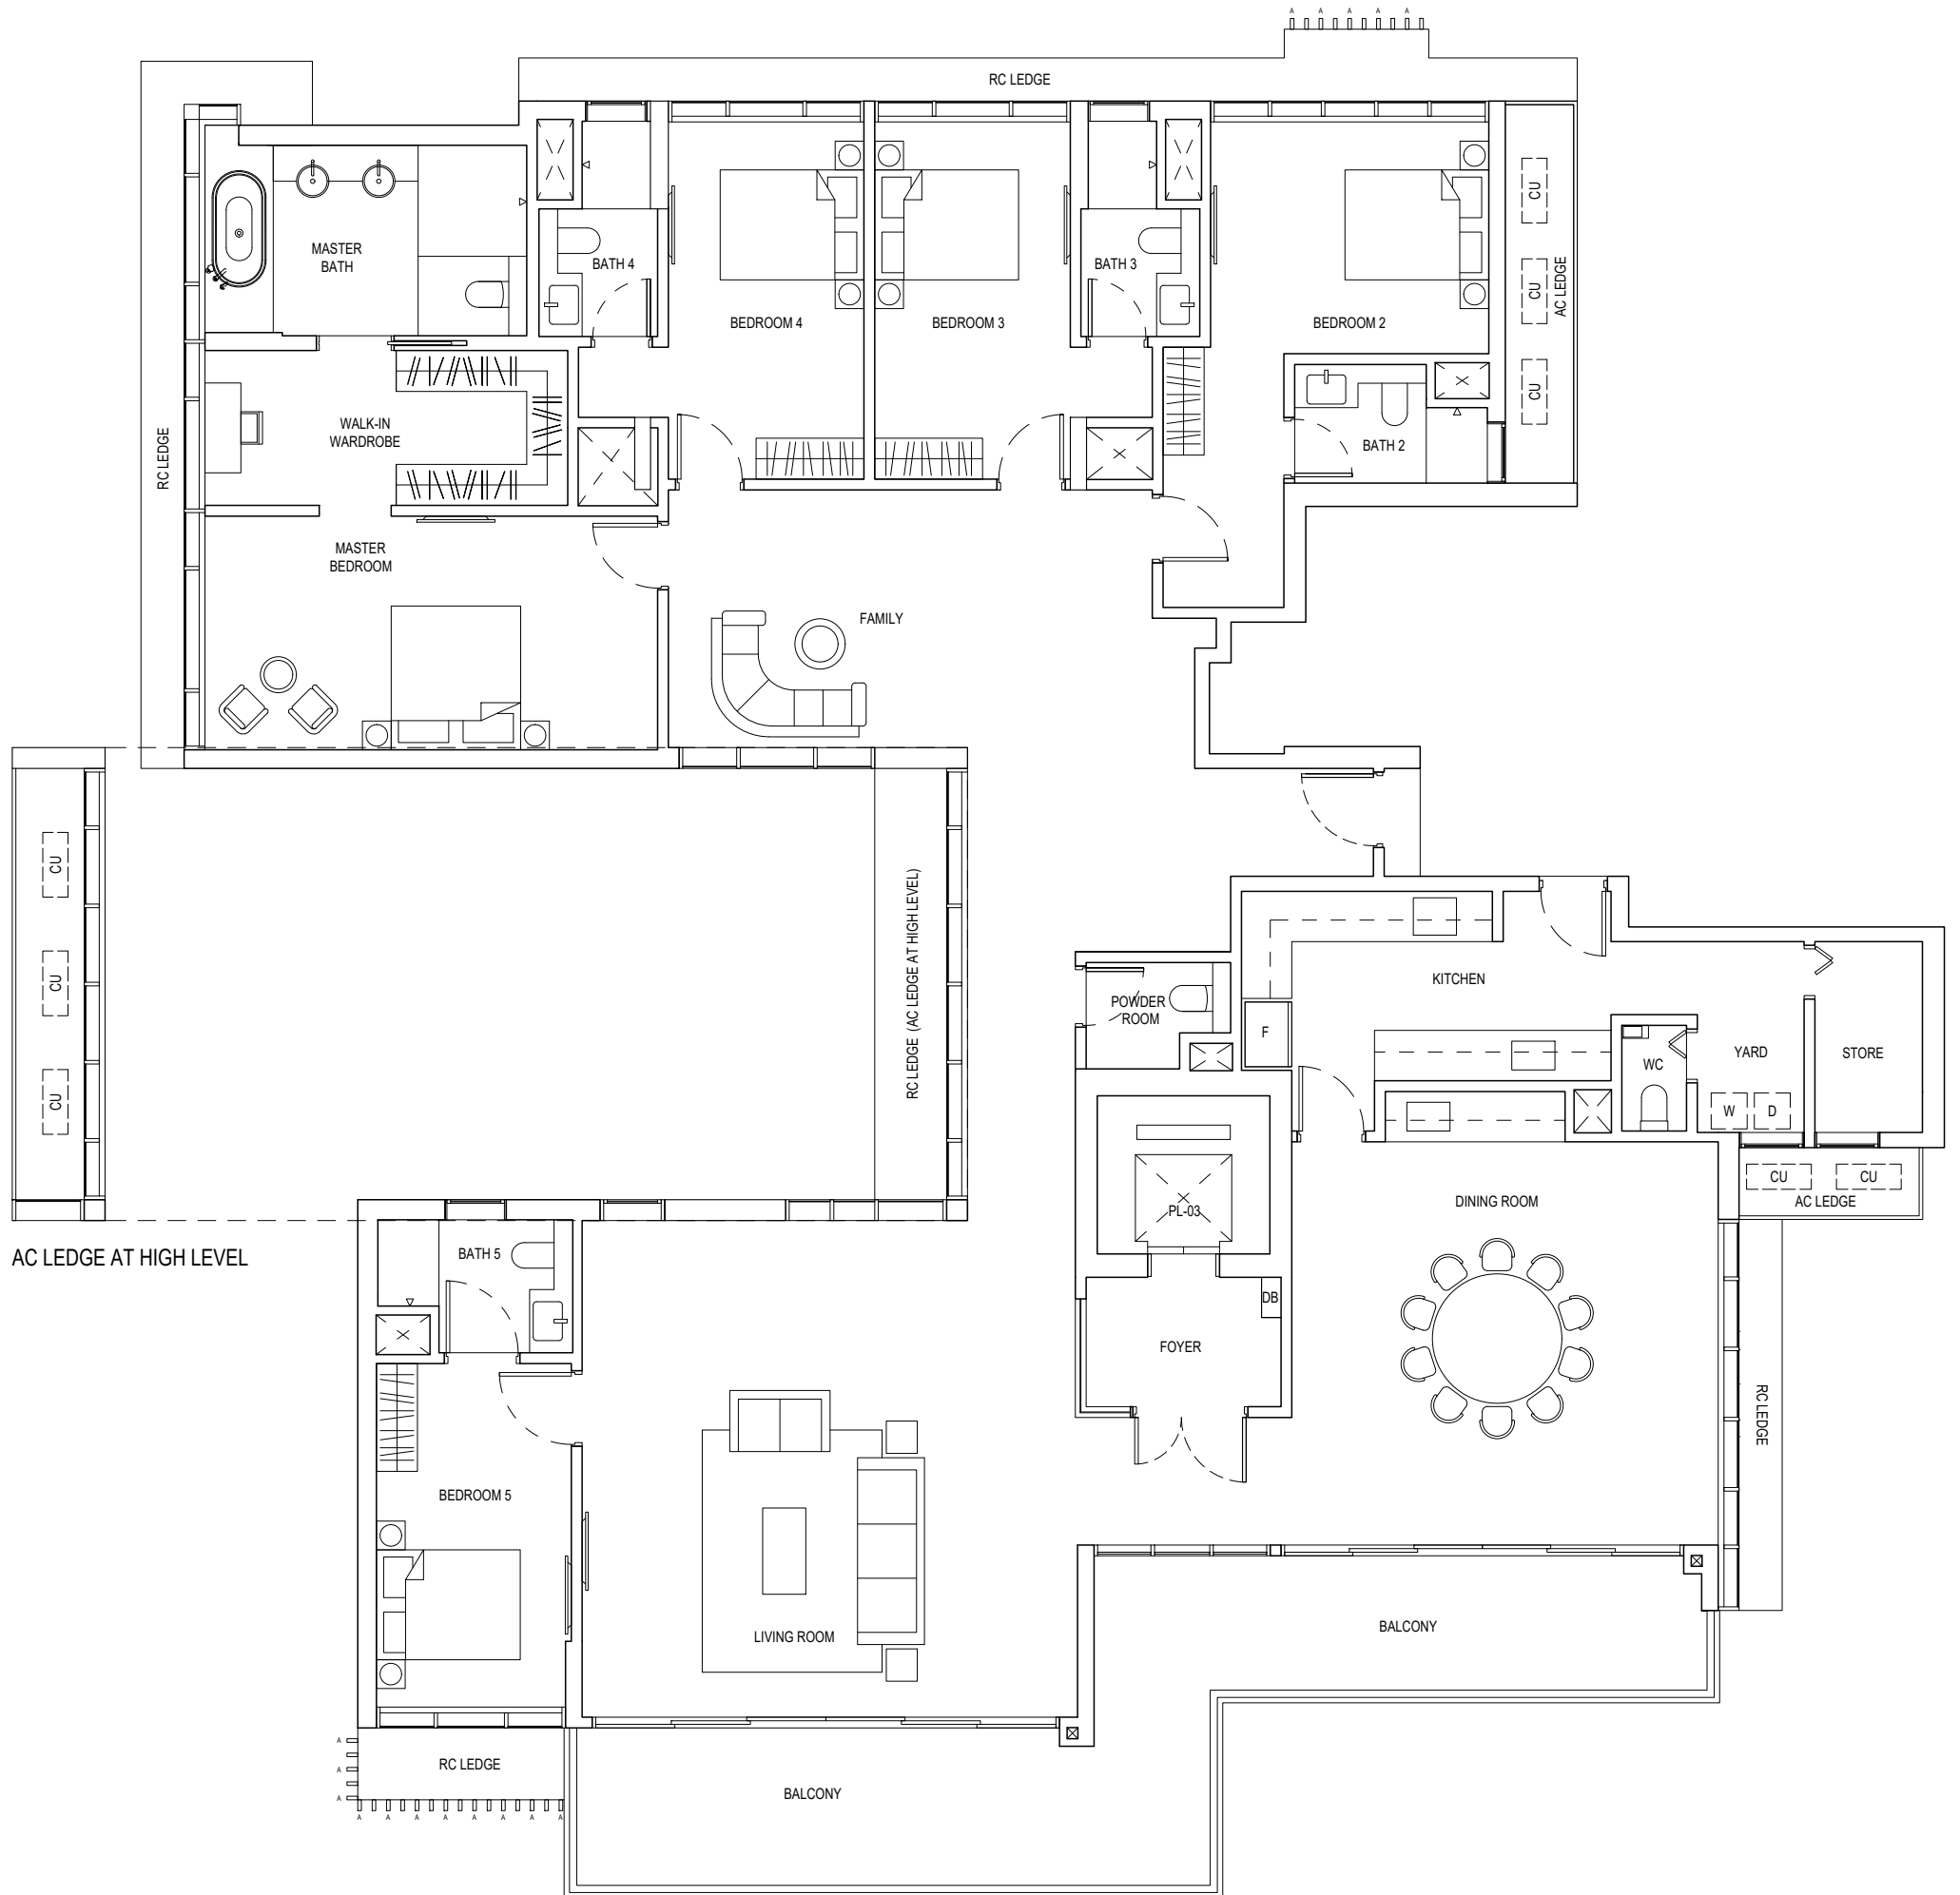 A A A A A
RC LEDGE
MASTER
BATH
BATH 4
BEDROOM 4
BEDROOM 3
BATH 3
BEDROOM 2
CU
CU
CU
AC LEDGE
RC LEDGE
WALK-IN
WARDROBE
BATH 2
MASTER
BEDROOM
FAMILY
CU
CU
CU
RC LEDGE (AC LEDGE AT HIGH LEVEL)
POWDER
ROOM
KITCHEN
F
WC
YARD
STORE
W
D
PL-03
DINING ROOM
CU
CU
AC LEDGE
AC LEDGE AT HIGH LEVEL
BATH 5
DB
FOYER
RC LEDGE
BEDROOM 5
LIVING ROOM
BALCONY
A
A
A
RC LEDGE
A A A A A A A A
BALCONY